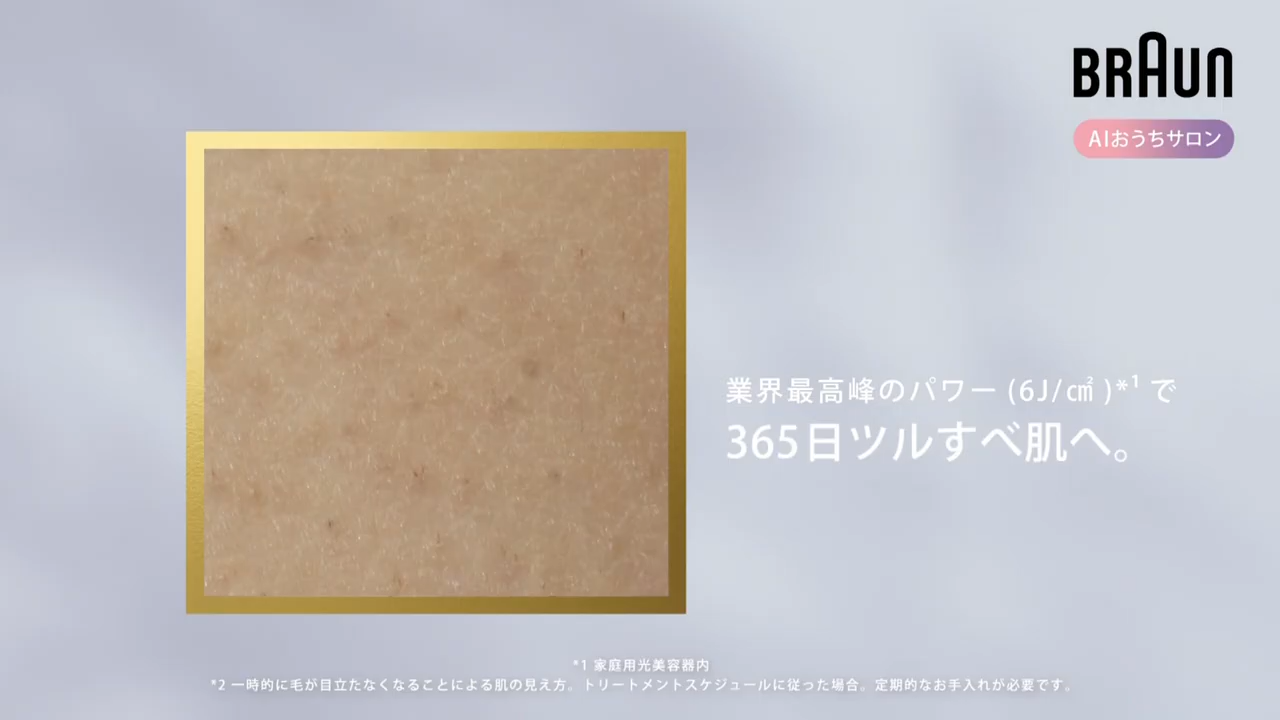 BRAUN
AIおうちサロン
業界最高峰のパワー(6J/㎠)*1で
365日ツルすべ肌へ。
*1 家庭用光美容器内
*2 一時的に毛が目立たなくなることによる肌の見え方。トリートメントスケジュールに従った場合。定期的なお手入れが必要です。